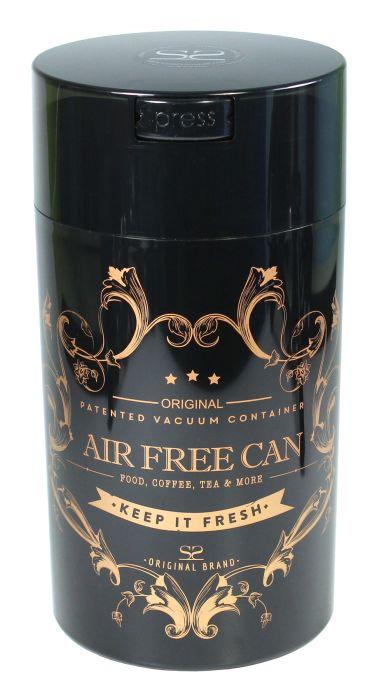 press
ORIGINAL
PATENTED VACUUM CONTAINER
AIR FREE CAN
FOOD, COFFEE, TEA & MORE
·KEEP IT FRESH·
·ORIGINAL BRAND·